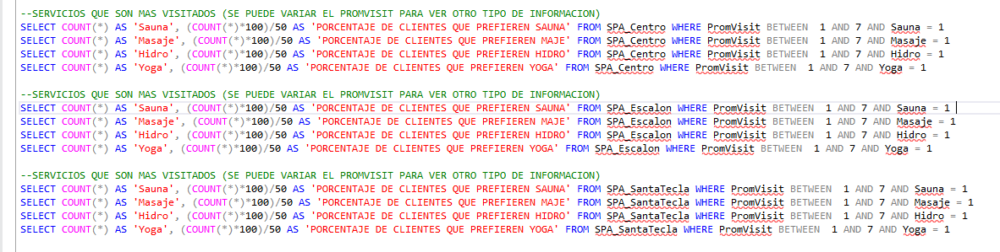 --SERVICIOS QUE SON MAS VISITADOS (SE PUEDE VARIAR EL PROMVISIT PARA VER OTRO TIPO DE INFORMACION)
SELECT COUNT(*) AS 'Sauna', (COUNT(*)*100)/50 AS 'PORCENTAJE DE CLIENTES QUE PREFIEREN SAUNA' FROM SPA_Centro WHERE PromVisit BETWEEN  1 AND 7 AND Sauna = 1
SELECT COUNT(*) AS 'Masaje', (COUNT(*)*100)/50 AS 'PORCENTAJE DE CLIENTES QUE PREFIEREN MAJE' FROM SPA_Centro WHERE PromVisit BETWEEN  1 AND 7 AND Masaje = 1
SELECT COUNT(*) AS 'Hidro', (COUNT(*)*100)/50 AS 'PORCENTAJE DE CLIENTES QUE PREFIEREN HIDRO' FROM SPA_Centro WHERE PromVisit BETWEEN  1 AND 7 AND Hidro = 1
SELECT COUNT(*) AS 'Yoga', (COUNT(*)*100)/50 AS 'PORCENTAJE DE CLIENTES QUE PREFIEREN YOGA' FROM SPA_Centro WHERE PromVisit BETWEEN  1 AND 7 AND Yoga = 1
--SERVICIOS QUE SON MAS VISITADOS (SE PUEDE VARIAR EL PROMVISIT PARA VER OTRO TIPO DE INFORMACION)
SELECT COUNT(*) AS 'Sauna', (COUNT(*)*100)/50 AS 'PORCENTAJE DE CLIENTES QUE PREFIEREN SAUNA' FROM SPA_Escalon WHERE PromVisit BETWEEN  1 AND 7 AND Sauna = 1
SELECT COUNT(*) AS 'Masaje', (COUNT(*)*100)/50 AS 'PORCENTAJE DE CLIENTES QUE PREFIEREN MAJE' FROM SPA_Escalon WHERE PromVisit BETWEEN  1 AND 7 AND Masaje = 1
SELECT COUNT(*) AS 'Hidro', (COUNT(*)*100)/50 AS 'PORCENTAJE DE CLIENTES QUE PREFIEREN HIDRO' FROM SPA_Escalon WHERE PromVisit BETWEEN  1 AND 7 AND Hidro = 1
SELECT COUNT(*) AS 'Yoga', (COUNT(*)*100)/50 AS 'PORCENTAJE DE CLIENTES QUE PREFIEREN YOGA' FROM SPA_Escalon WHERE PromVisit BETWEEN  1 AND 7 AND Yoga = 1
--SERVICIOS QUE SON MAS VISITADOS (SE PUEDE VARIAR EL PROMVISIT PARA VER OTRO TIPO DE INFORMACION)
SELECT COUNT(*) AS 'Sauna', (COUNT(*)*100)/50 AS 'PORCENTAJE DE CLIENTES QUE PREFIEREN SAUNA' FROM SPA_SantaTecla WHERE PromVisit BETWEEN  1 AND 7 AND Sauna = 1
SELECT COUNT(*) AS 'Masaje', (COUNT(*)*100)/50 AS 'PORCENTAJE DE CLIENTES QUE PREFIEREN MAJE' FROM SPA_SantaTecla WHERE PromVisit BETWEEN  1 AND 7 AND Masaje = 1
SELECT COUNT(*) AS 'Hidro', (COUNT(*)*100)/50 AS 'PORCENTAJE DE CLIENTES QUE PREFIEREN HIDRO' FROM SPA_SantaTecla WHERE PromVisit BETWEEN  1 AND 7 AND Hidro = 1
SELECT COUNT(*) AS 'Yoga', (COUNT(*)*100)/50 AS 'PORCENTAJE DE CLIENTES QUE PREFIEREN YOGA' FROM SPA_SantaTecla WHERE PromVisit BETWEEN  1 AND 7 AND Yoga = 1